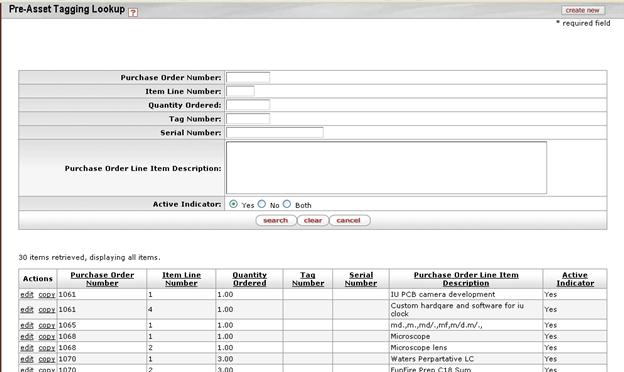 Pre-Asset Tagging Lookup ?
create new
* required field
Purchase Order Number:
Item Line Number:
Quantity Ordered:
Tag Number:
Serial Number:
Purchase Order Line Item Description:
Active Indicator: Yes No Both
search clear cancel
30 items retrieved, displaying all items.
Actions Purchase Order Number Item Line Number Quantity Ordered Tag Number Serial Number Purchase Order Line Item Description Active Indicator
edit copy 1061 1 1.00 IU PCB camera development Yes
edit copy 1061 4 1.00 Custom hardqare and software for iu clock Yes
edit copy 1065 1 1.00 md.,m.,md/.,mf,m/d.m/., Yes
edit copy 1068 1 1.00 Microscope Yes
edit copy 1068 2 1.00 Microscope lens Yes
edit copy 1070 1 3.00 Waters Perpartative LC Yes
edit copy 1070 2 3.00 Prep C18 Yes